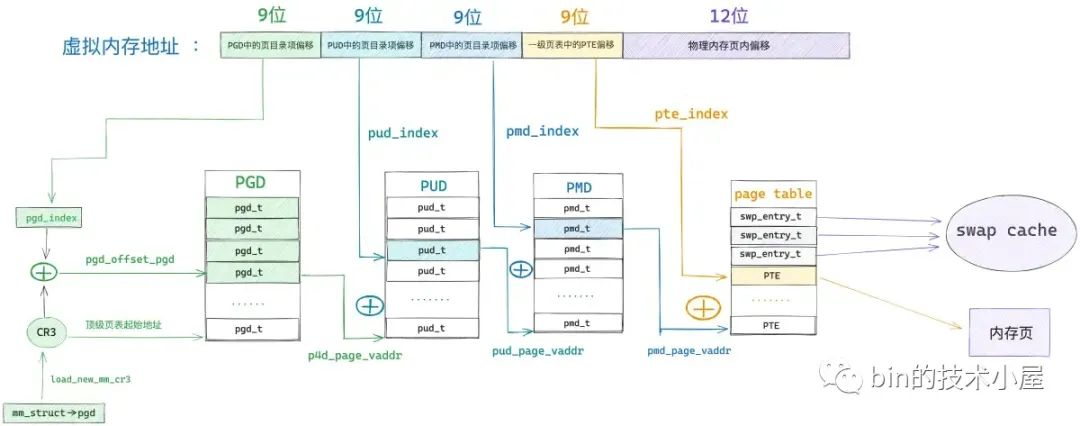 9位 9位 9位 9位 12位
虚拟内存地址 ： PGD中的页目录项偏移 PUD中的页目录项偏移 PMD中的页目录项偏移 一级页表中的PTE偏移 物理内存页内偏移
pud_index pmd_index pte_index
PGD PUD PMD page table
pgd_t pud_t pmd_t swp_entry_t
pgd_t pud_t pmd_t swp_entry_t
pgd_t pud_t pmd_t swp_entry_t
pgd_t pud_t pmd_t PTE
...... ....... ...... ......
pgd_t pud_t pmd_t PTE
pgd_index
pgd_offset_pgd
CR3 顶级页表起始地址
load_new_mm_cr3
mm_struct→pgd
p4d_page_vaddr pud_page_vaddr pmd_page_vaddr
swap cache
内存页
bin的技术小屋